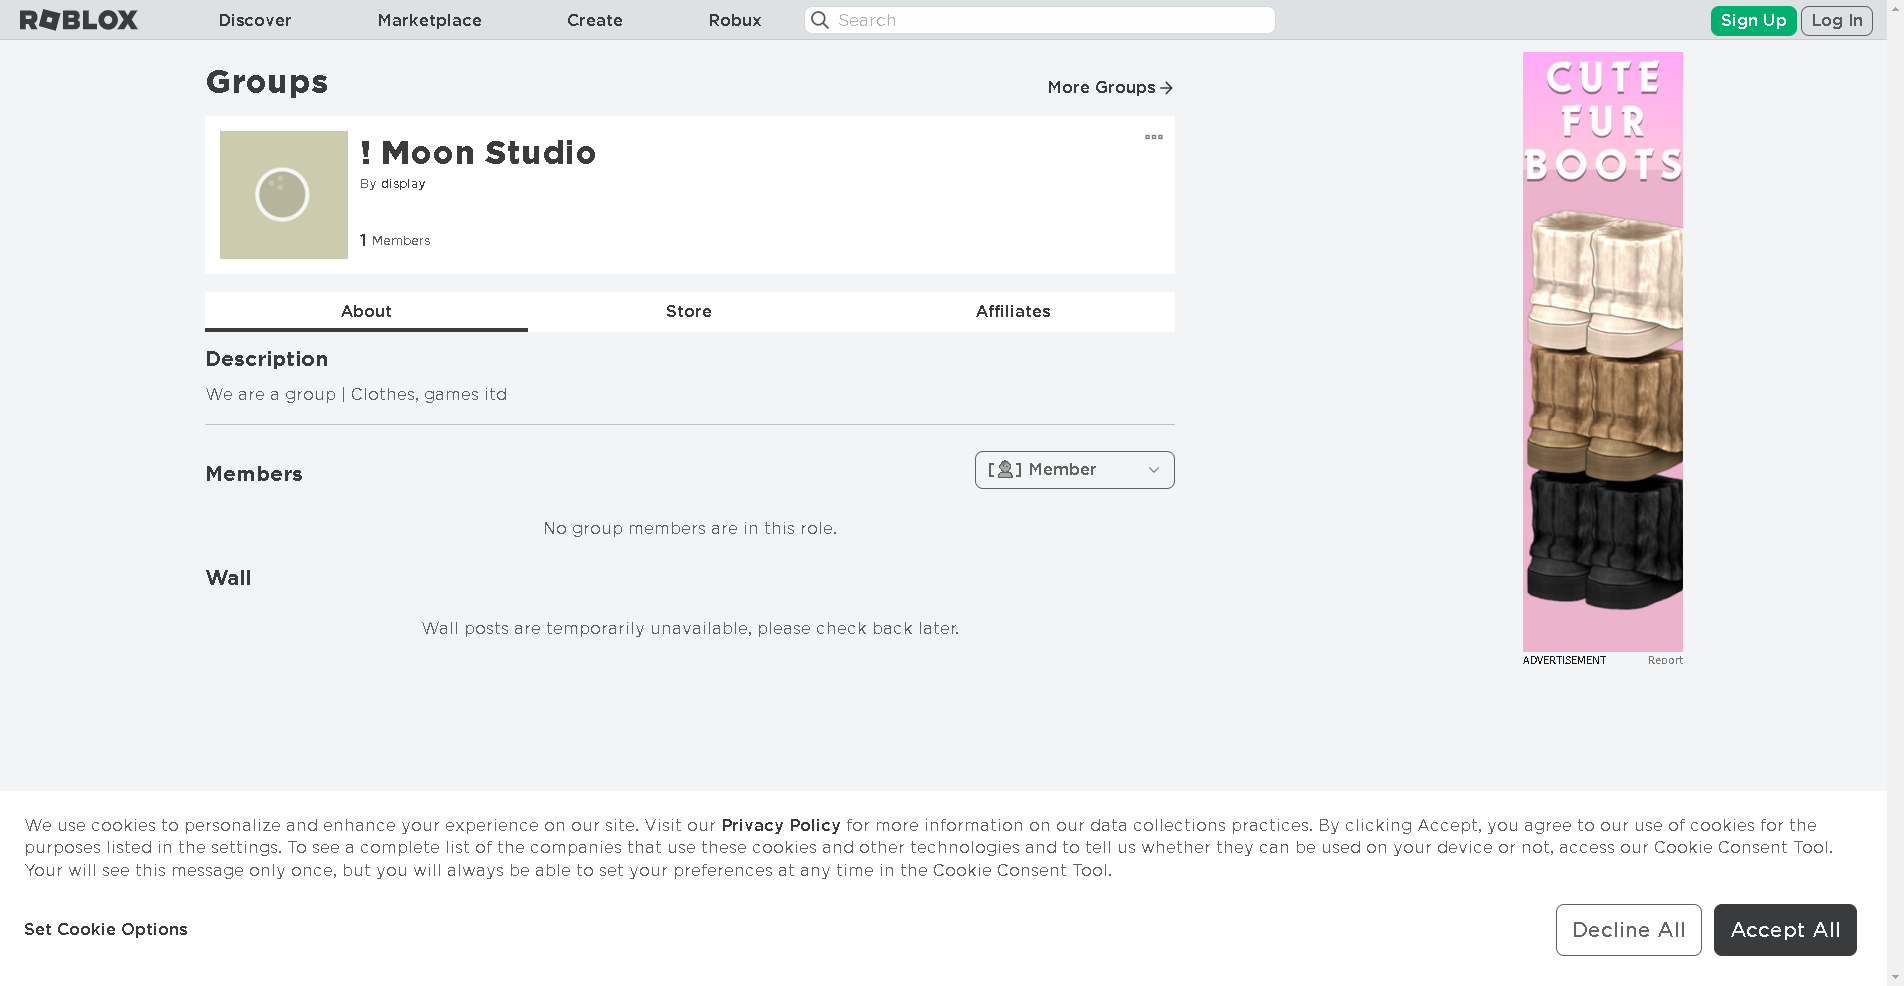 ROBLOX
Discover
Marketplace
Create
Robux
Search
Sign Up
Log In
Groups
More Groups
! Moon Studio
By display
1 Members
About
Store
Affiliates
Description
We are a group | Clothes, games itd
Members
[👤] Member
No group members are in this role.
Wall
Wall posts are temporarily unavailable, please check back later.
CUTE
FUR
BOOTS
ADVERTISEMENT
Report
We use cookies to personalize and enhance your experience on our site. Visit our Privacy Policy for more information on our data collections practices. By clicking Accept, you agree to our use of cookies for the
purposes listed in the settings. To see a complete list of the companies that use these cookies and other technologies and to tell us whether they can be used on your device or not, access our Cookie Consent Tool.
Your will see this message only once, but you will always be able to set your preferences at any time in the Cookie Consent Tool.
Set Cookie Options
Decline All
Accept All